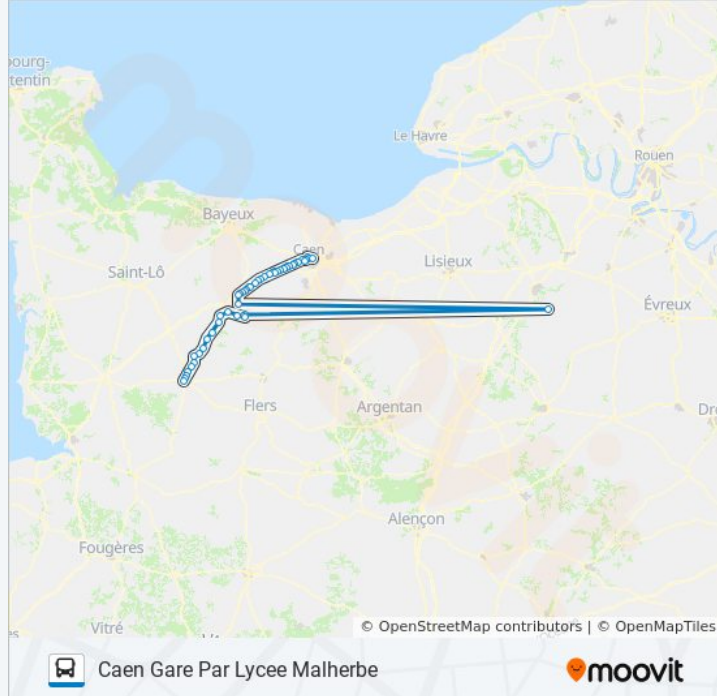 bourg-
tentin
Le Havre
Rouen
Bayeux
Caen
Lisieux
Saint-Lô
Évreux
Flers
Argentan
Alençon
Fougères
Vitré
© OpenStreetMap contributors | © OpenMapTiles
Caen Gare Par Lycee Malherbe
moovit